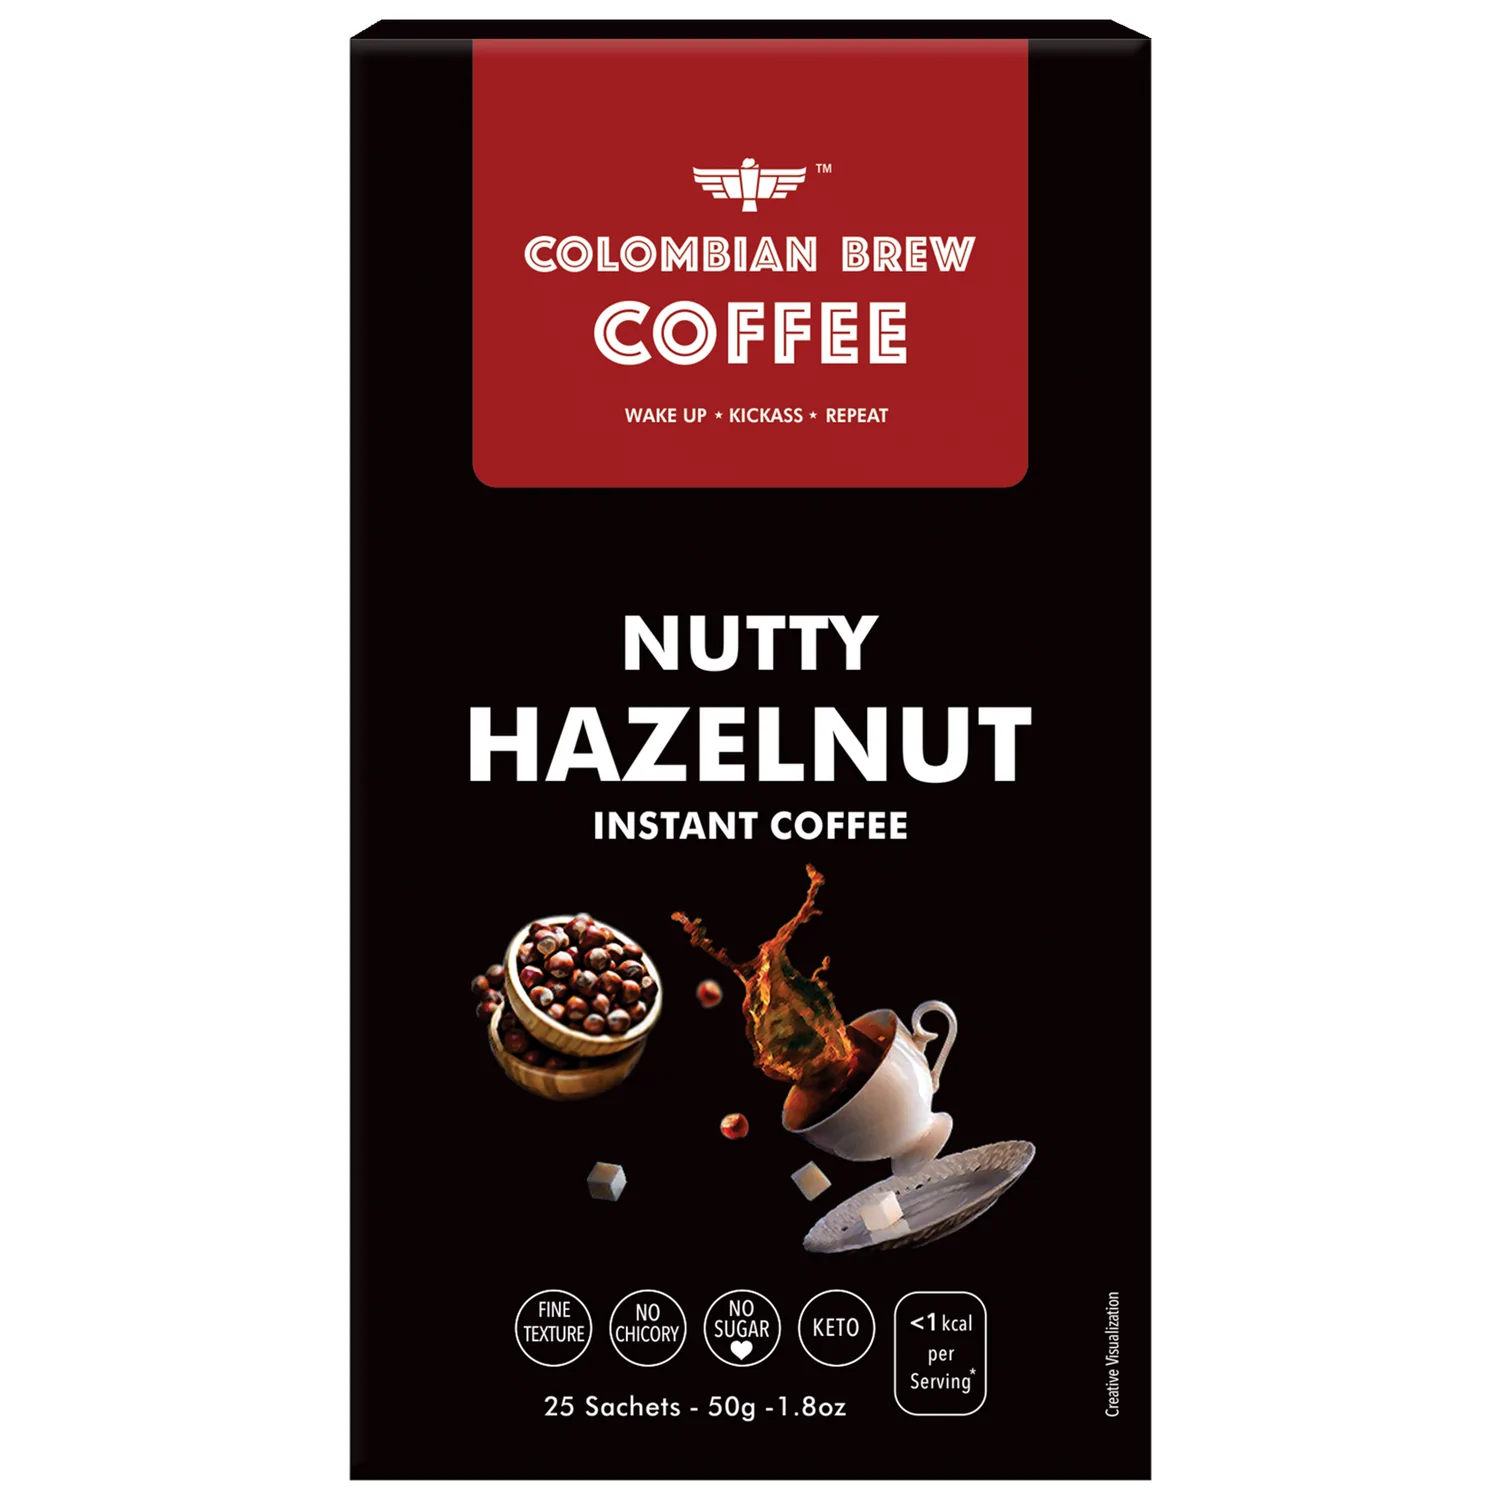 ™
COLOMBIAN BREW
COFFEE
WAKE UP ★ KICKASS ★ REPEAT
NUTTY
HAZELNUT
INSTANT COFFEE
FINE
TEXTURE
NO
CHICORY
NO
SUGAR
KETO
<1 kcal
per
Serving*
25 Sachets - 50g -1.8oz
Creative Visualization